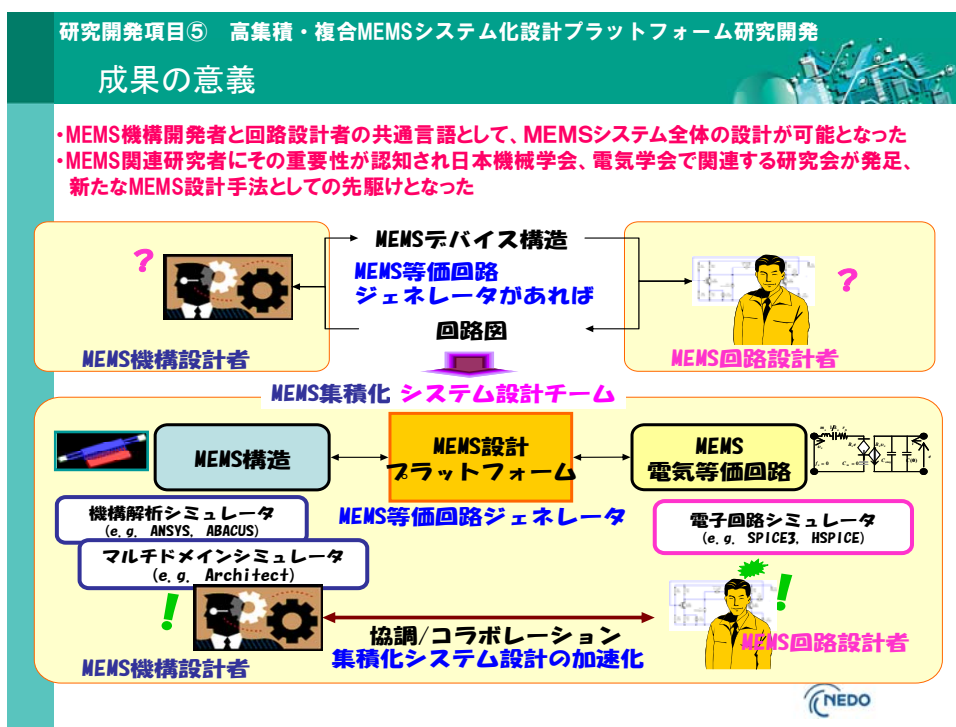 研究開発項目⑤　高集積・複合MEMSシステム化設計プラットフォーム研究開発
成果の意義
・MEMS機構開発者と回路設計者の共通言語として、MEMSシステム全体の設計が可能となった
・MEMS関連研究者にその重要性が認知され日本機械学会、電気学会で関連する研究会が発足、
新たなMEMS設計手法としての先駆けとなった
?
MEMS機構設計者
MEMSデバイス構造
MEMS等価回路
ジェネレータがあれば
回路図
?
MEMS回路設計者
MEMS集積化 システム設計チーム
MEMS構造
MEMS設計
プラットフォーム
MEMS
電気等価回路
MEMS等価回路ジェネレータ
機構解析シミュレータ
(e.g. ANSYS, ABACUS)
マルチドメインシミュレータ
(e.g. Architect)
電子回路シミュレータ
(e.g. SPICE3, HSPICE)
!
MEMS機構設計者
協調/コラボレーション
集積化システム設計の加速化
!
MEMS回路設計者
NEDO